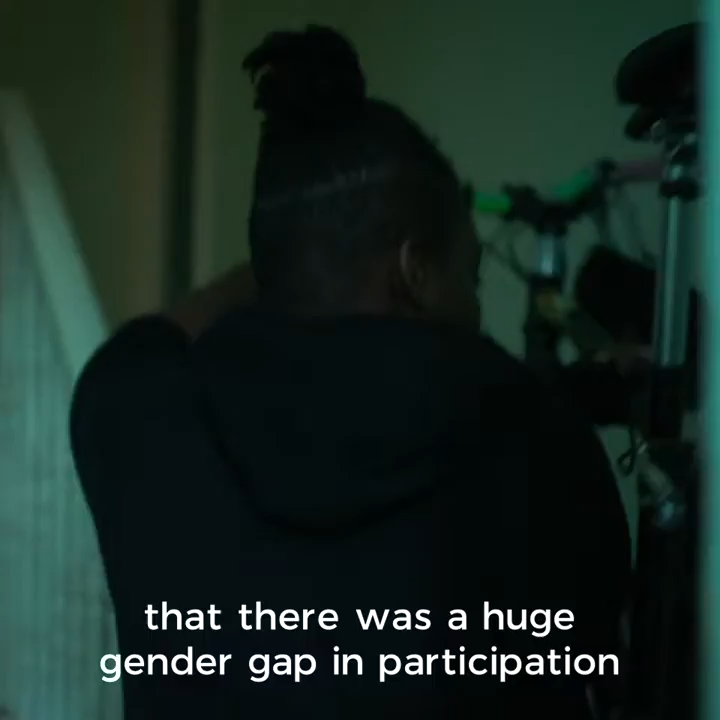 that there was a huge
gender gap in participation